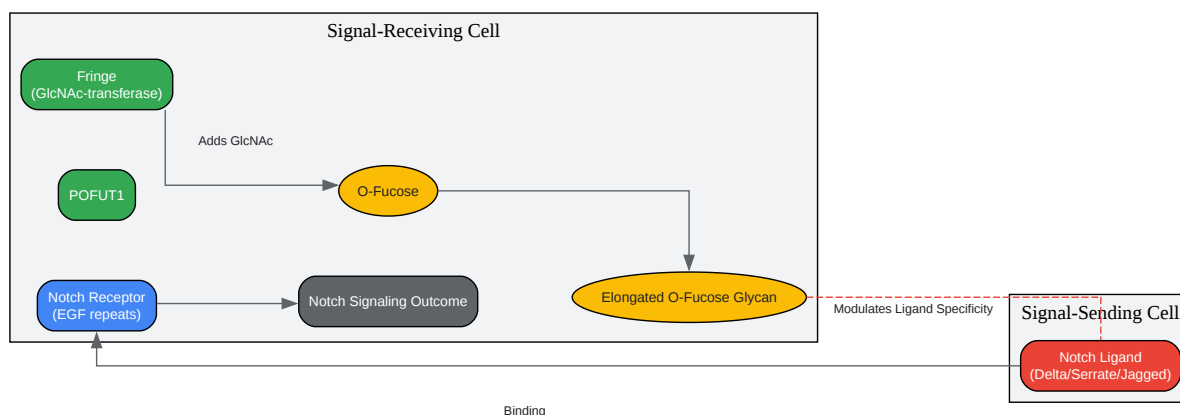 Signal-Receiving Cell
Fringe
(GlcNAc-transferase)
Adds GlcNAc
POFUT1
O-Fucose
Notch Receptor
(EGF repeats)
Notch Signaling Outcome
Elongated O-Fucose Glycan
Modulates Ligand Specificity
Signal-Sending Cell
Notch Ligand
(Delta/Serrate/Jagged)
Binding